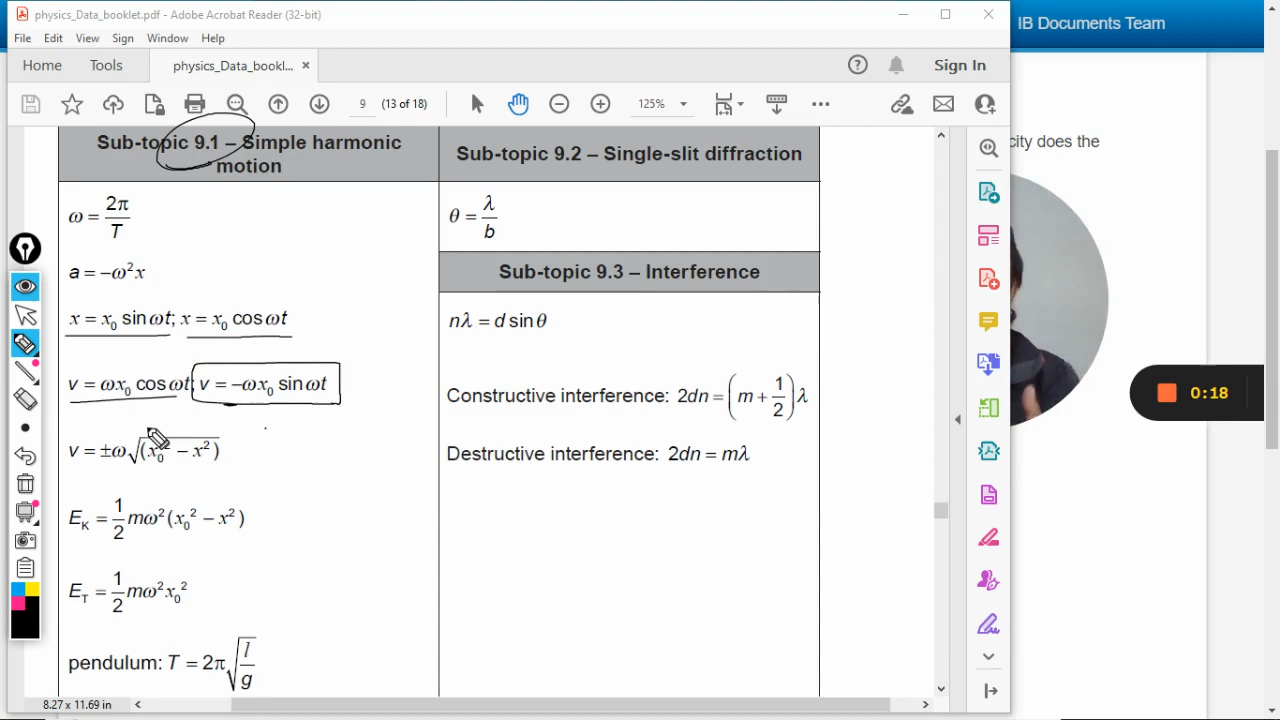 physics_Data_booklet.pdf - Adobe Acrobat Reader (32-bit)
IB Documents Team
File Edit View Sign Window Help
Home Tools physics_Data_bookl... × Sign In
9 (13 of 18) 125%
city does the
Sub-topic 9.1 – Simple harmonic
motion
ω = 2π/T
a = −ω²x
x = x₀ sin ωt; x = x₀ cos ωt
v = ωx₀ cos ωt; v = −ωx₀ sin ωt
v = ±ω√(x₀² − x²)
E_K = 1/2 mω²(x₀² − x²)
E_T = 1/2 mω²x₀²
pendulum: T = 2π√(l/g)
Sub-topic 9.2 – Single-slit diffraction
θ = λ/b
Sub-topic 9.3 – Interference
nλ = d sinθ
Constructive interference: 2dn = (m + 1/2)λ
Destructive interference: 2dn = mλ
0:18
8.27 x 11.69 in